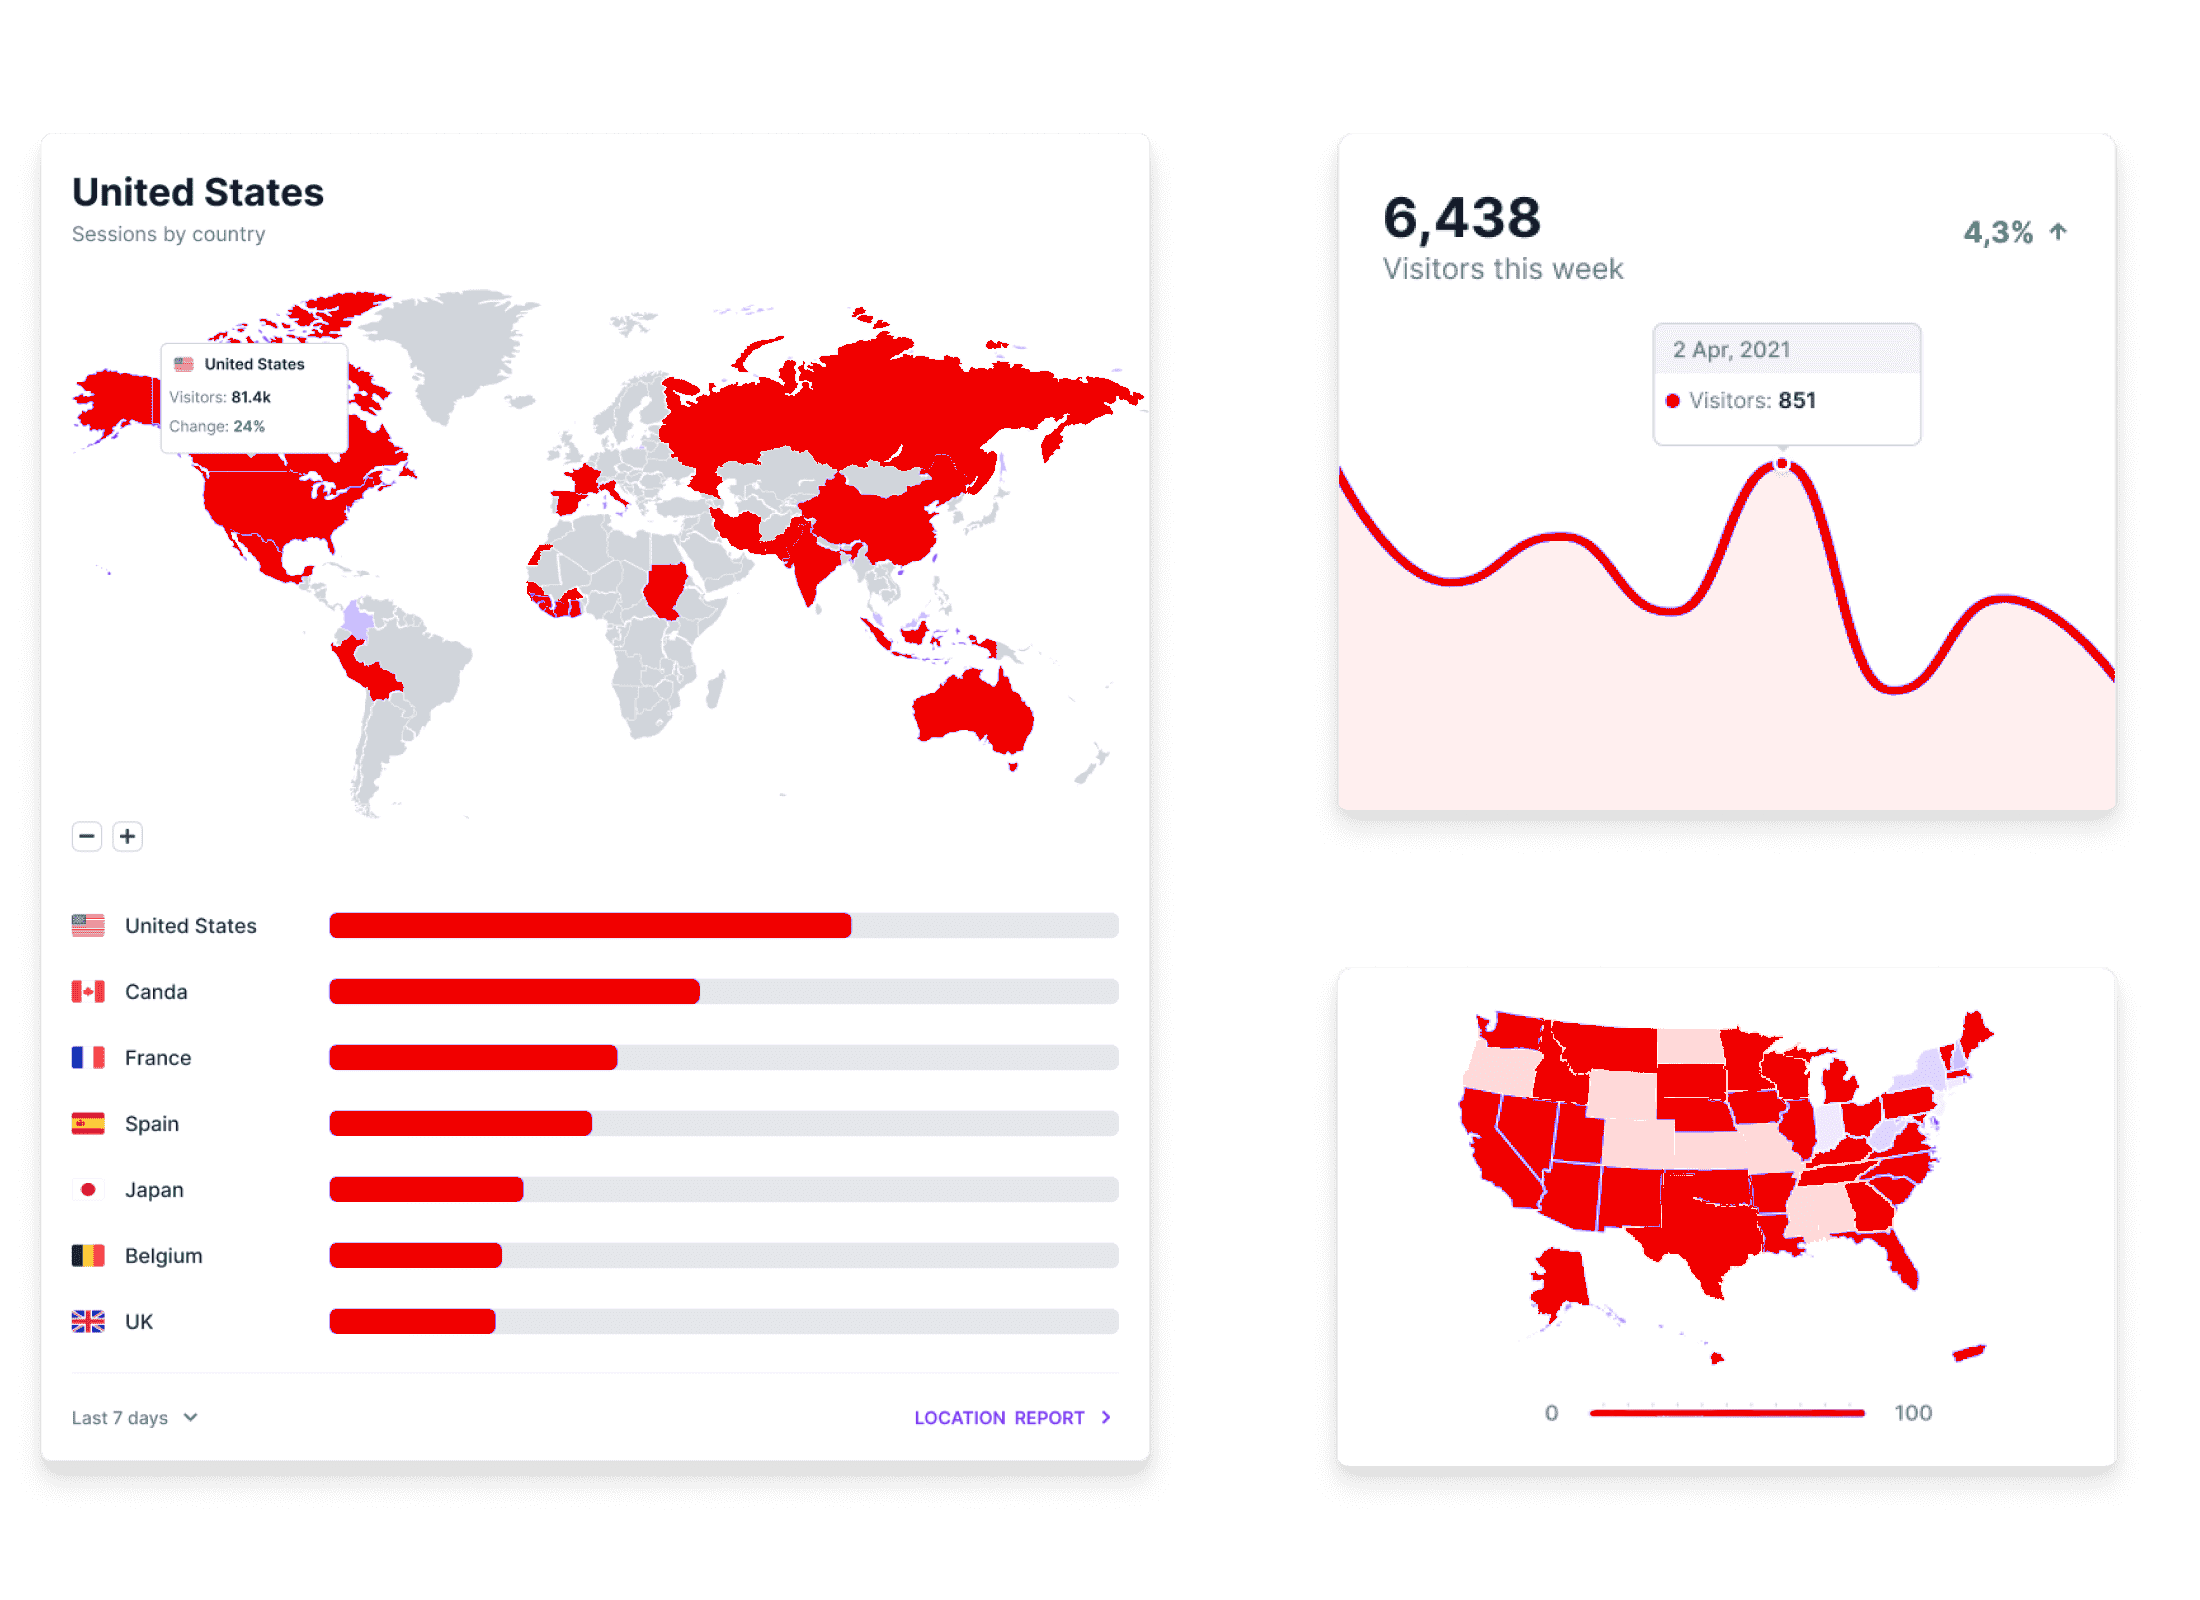 United States
Sessions by country
United States
Visitors: 81.4k
Change: 24%
United States
Canda
France
Spain
Japan
Belgium
UK
Last 7 days
LOCATION REPORT
6,438
Visitors this week
4,3%
2 Apr, 2021
Visitors: 851
0
100